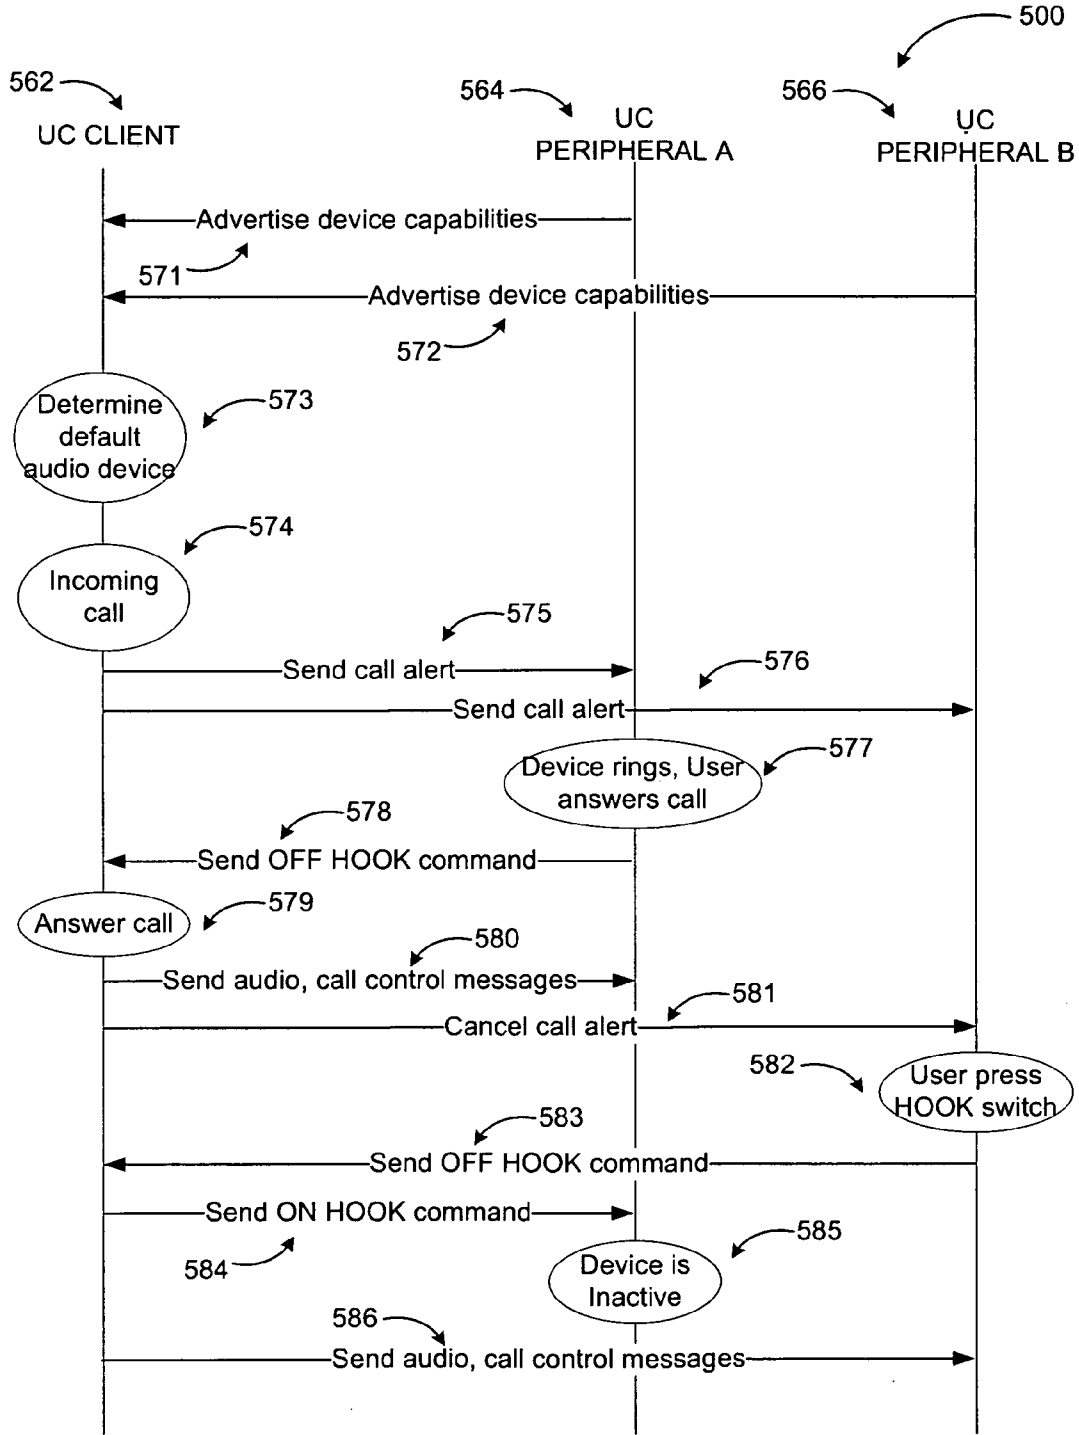 500
562
564
566
UC CLIENT
UC
PERIPHERAL A
UC
PERIPHERAL B
Advertise device capabilities
571
Advertise device capabilities
572
573
Determine
default
audio device
574
Incoming
call
575
Send call alert
576
Send call alert
577
Device rings, User
answers call
578
Send OFF HOOK command
579
Answer call
580
Send audio, call control messages
581
Cancel call alert
582
User press
HOOK switch
583
Send OFF HOOK command
Send ON HOOK command
584
585
Device is
Inactive
586
Send audio, call control messages